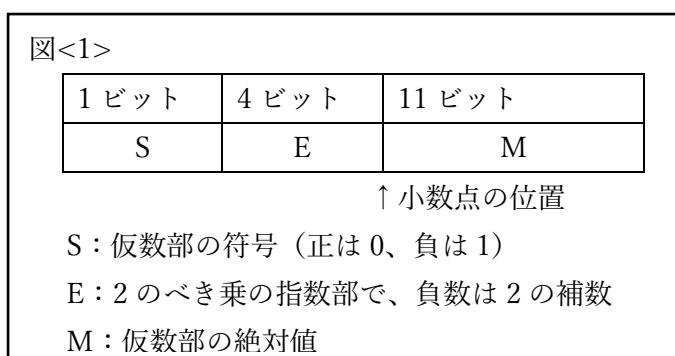 図<1>
1 ビット 4 ビット 11 ビット
S E M
↑小数点の位置
S：仮数部の符号（正は 0、負は 1）
E：2 のべき乗の指数部で、負数は 2 の補数
M：仮数部の絶対値